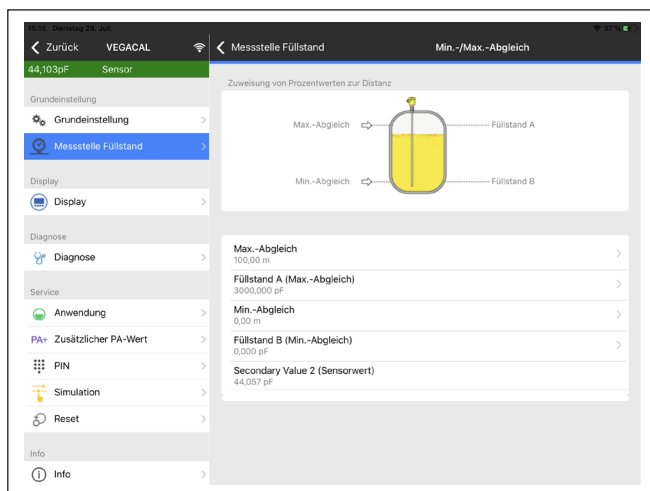 15:15 Dienstag 28. Juli
37 %
Zurück VEGACAL
Messstelle Füllstand
Min.-/Max.-Abgleich
44,103pF Sensor
Grundeinstellung
Grundeinstellung
Messstelle Füllstand
Display
Display
Diagnose
Diagnose
Service
Anwendung
PA+ Zusätzlicher PA-Wert
PIN
Simulation
Reset
Info
Info
Zuweisung von Prozentwerten zur Distanz
Max.-Abgleich
Füllstand A
Min.-Abgleich
Füllstand B
Max.-Abgleich
100,00 m
Füllstand A (Max.-Abgleich)
3000,000 pF
Min.-Abgleich
0,00 m
Füllstand B (Min.-Abgleich)
0,000 pF
Secondary Value 2 (Sensorwert)
44,057 pF